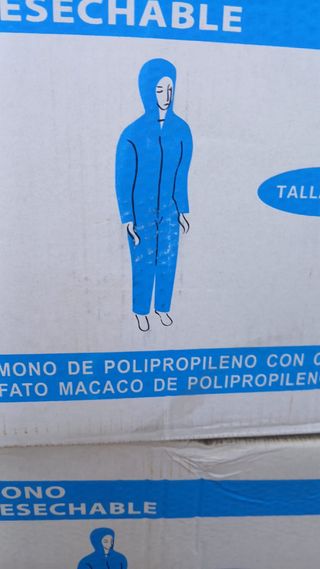 ESECHABLE
TALL
MONO DE POLIPROPILENO CON
FATO MACACO DE POLIPROPILEN
ONO
ESECHABLE